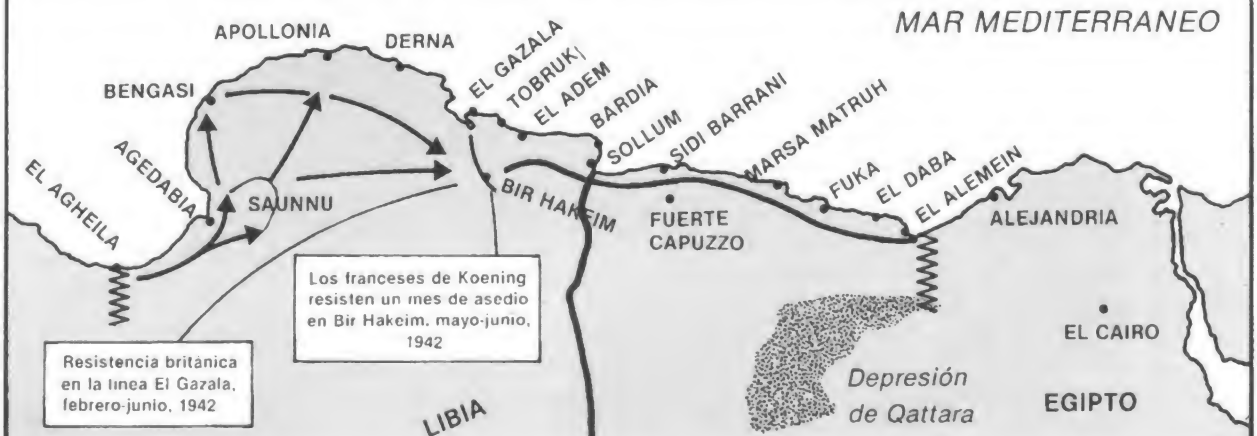 MAR MEDITERRANEO
APOLLONIA
DERNA
BENGASI
EL GAZALA
TOBRUK
EL ADEM
BARDIA
SOLLUM
SIDI BARRANI
MARSA MATRUH
FUKA
EL DABA
EL ALEMEIN
ALEJANDRIA
EL AGHEILA
AGEDABIA
SAUNNU
BIR HAKEIM
FUERTE
CAPUZZO
Los franceses de Koening
resisten un mes de asedio
en Bir Hakeim, mayo-junio,
1942
EL CAIRO
Resistencia británica
en la línea El Gazala,
febrero-junio, 1942
Depresión
de Qattara
LIBIA
EGIPTO